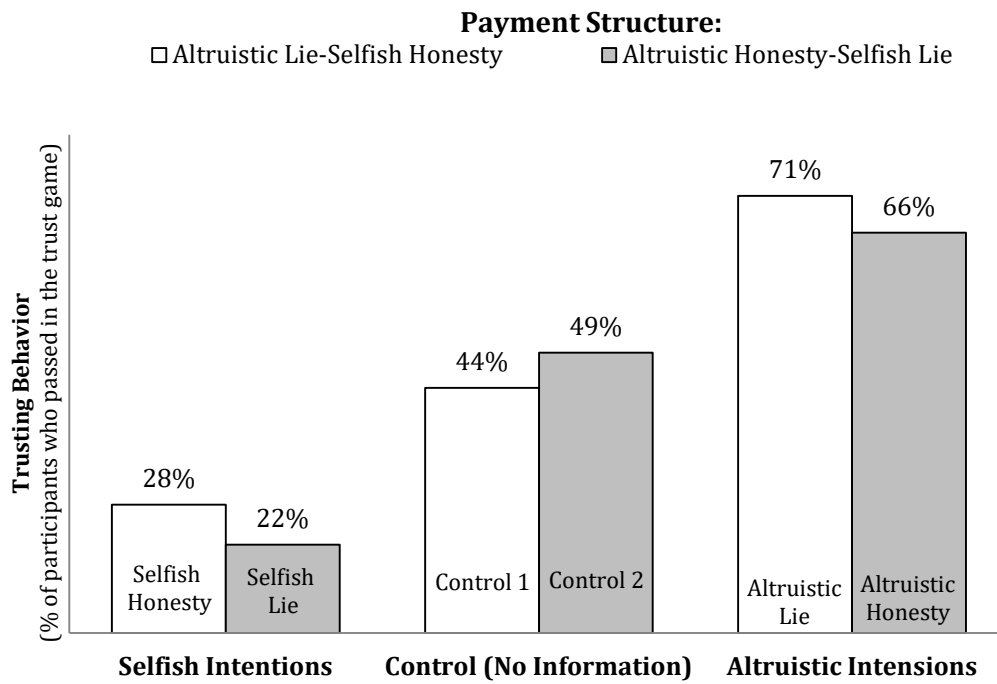 Payment Structure:
Altruistic Lie-Selfish Honesty
Altruistic Honesty-Selfish Lie
Trusting Behavior
(% of participants who passed in the trust game)
28%
22%
44%
49%
71%
66%
Selfish
Honesty
Selfish
Lie
Control 1
Control 2
Altruistic
Lie
Altruistic
Honesty
Selfish Intentions
Control (No Information)
Altruistic Intensions